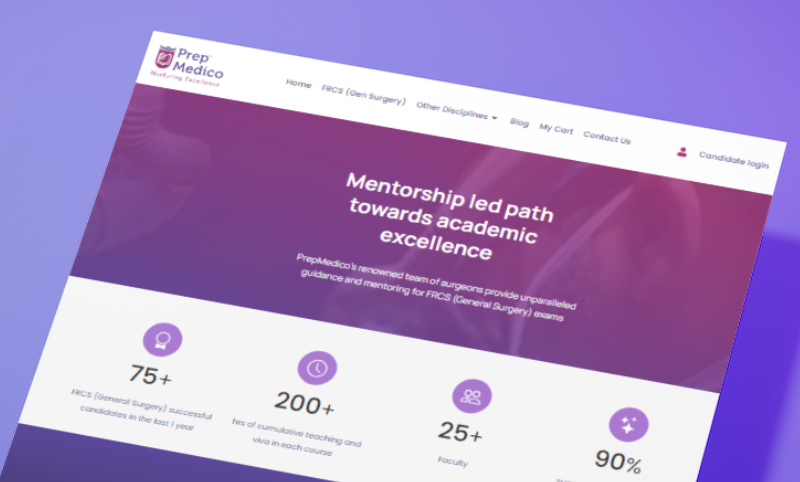 Prep
Medico
Nurturing Excellence
Home FRCS (Gen Surgery) Other Disciplines Blog My Cart Contact Us Candidate login
Mentorship led path
towards academic
excellence
PrepMedico's renowned team of surgeons provide unparalleled
guidance and mentoring for FRCS (General Surgery) exams
75+
FRCS (General Surgery) successful
candidates in the last 1 year
200+
hrs of cumulative teaching and
viva in each course
25+
Faculty
90%